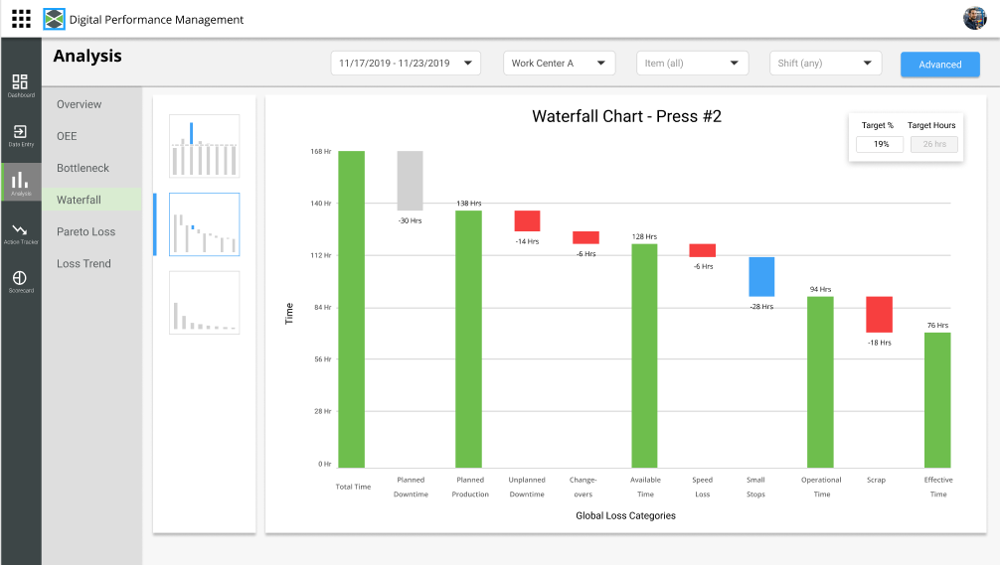 Digital Performance Management
Analysis
11/17/2019 - 11/23/2019
Work Center A
Item (all)
Shift (any)
Advanced
Dashboard
Data Entry
Analysis
Action Tracker
Scorecard
Overview
OEE
Bottleneck
Waterfall
Pareto Loss
Loss Trend
Waterfall Chart - Press #2
Target % Target Hours
19% 26 hrs
Time
168 Hr
140 Hr
112 Hr
84 Hr
56 Hr
28 Hr
0 Hr
-30 Hrs
138 Hrs
-14 Hrs
-6 Hrs
128 Hrs
-6 Hrs
-28 Hrs
94 Hrs
-18 Hrs
76 Hrs
Total Time
Planned
Downtime
Planned
Production
Unplanned
Downtime
Change-
overs
Available
Time
Speed
Loss
Small
Stops
Operational
Time
Scrap
Effective
Time
Global Loss Categories